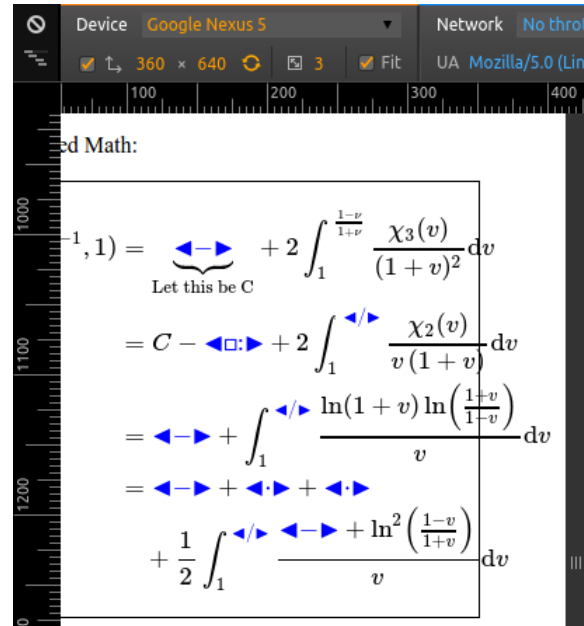 Device Google Nexus 5 ▼ Network No thro
360 × 640 3 Fit UA Mozilla/5.0 (Lin
100 200 300 400
ed Math:
1000
⁻¹, 1) = ◄−► + 2 ∫₁^((1−ν)/(1+ν)) χ₃(v)/(1 + v)² dv
Let this be C
1100
= C − ◄□:► + 2 ∫₁^(◄/►) χ₂(v)/(v (1 + v)) dv
= ◄−► + ∫₁^(◄/►) ln(1 + v) ln((1+v)/(1−v))/v dv
1200
= ◄−► + ◄·► + ◄·►
+ 1/2 ∫₁^(◄/►) (◄−► + ln²((1−v)/(1+v)))/v dv